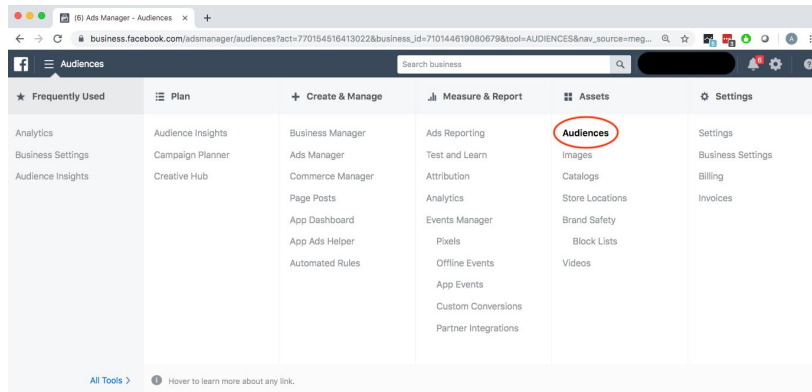 (6) Ads Manager - Audiences
business.facebook.com/adsmanager/audiences?act=770154516413022&business_id=710144619080679&tool=AUDIENCES&nav_source=meg...
Audiences
Search business
6
Frequently Used
Analytics
Business Settings
Audience Insights
All Tools >
Plan
Audience Insights
Campaign Planner
Creative Hub
Create & Manage
Business Manager
Ads Manager
Commerce Manager
Page Posts
App Dashboard
App Ads Helper
Automated Rules
Measure & Report
Ads Reporting
Test and Learn
Attribution
Analytics
Events Manager
Pixels
Offline Events
App Events
Custom Conversions
Partner Integrations
Assets
Audiences
Images
Catalogs
Store Locations
Brand Safety
Block Lists
Videos
Settings
Settings
Business Settings
Billing
Invoices
Hover to learn more about any link.